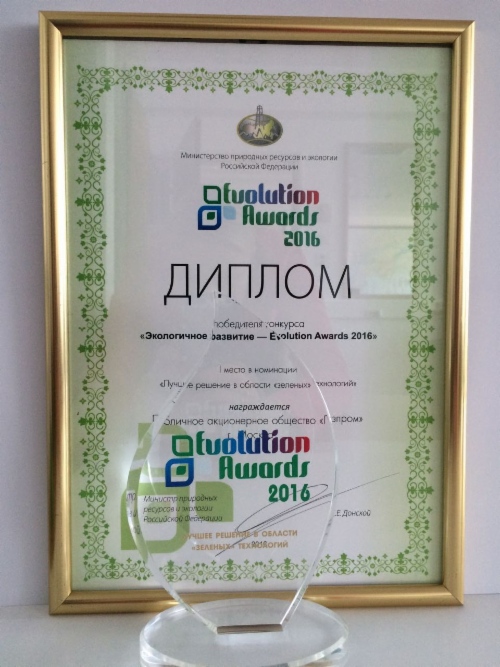 Министерство природных ресурсов и экологии
Российской Федерации
Evolution
Awards
2016
ДИПЛОМ
победителя конкурса
«Экологичное развитие — Evolution Awards 2016»
I место в номинации
«Лучшее решение в области «зеленых» технологий»
награждается
Публичное акционерное общество «Газпром»
Evolution
Awards
2016
Министр природных
ресурсов и экологии
Российской Федерации
С.Е.Донской
ЛУЧШЕЕ РЕШЕНИЕ В ОБЛАСТИ
«ЗЕЛЕНЫХ» ТЕХНОЛОГИЙ